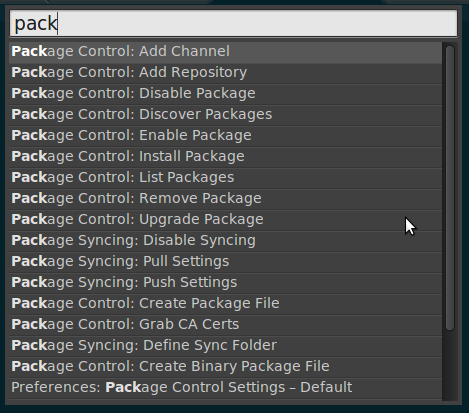 pack
Package Control: Add Channel
Package Control: Add Repository
Package Control: Disable Package
Package Control: Discover Packages
Package Control: Enable Package
Package Control: Install Package
Package Control: List Packages
Package Control: Remove Package
Package Control: Upgrade Package
Package Syncing: Disable Syncing
Package Syncing: Pull Settings
Package Syncing: Push Settings
Package Control: Create Package File
Package Control: Grab CA Certs
Package Syncing: Define Sync Folder
Package Control: Create Binary Package File
Preferences: Package Control Settings – Default